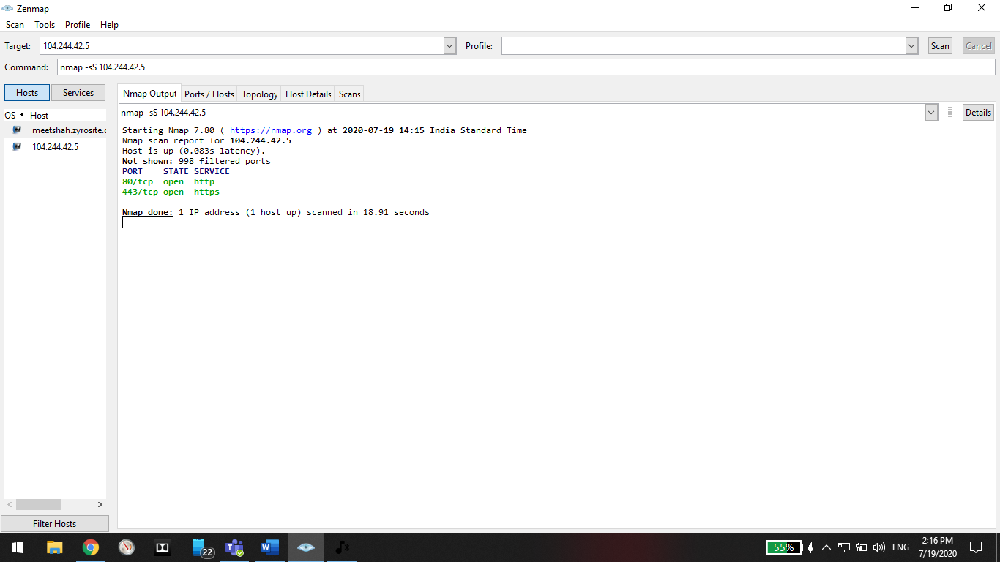 Zenmap
Scan Tools Profile Help
Target: 104.244.42.5 Profile: Scan Cancel
Command: nmap -sS 104.244.42.5
Hosts Services
Nmap Output Ports / Hosts Topology Host Details Scans
OS Host
nmap -sS 104.244.42.5 Details
meetshah.zyrosite.c
104.244.42.5
Starting Nmap 7.80 ( https://nmap.org ) at 2020-07-19 14:15 India Standard Time
Nmap scan report for 104.244.42.5
Host is up (0.083s latency).
Not shown: 998 filtered ports
PORT STATE SERVICE
80/tcp open http
443/tcp open https
Nmap done: 1 IP address (1 host up) scanned in 18.91 seconds
Filter Hosts
22
55% ENG
2:16 PM
7/19/2020